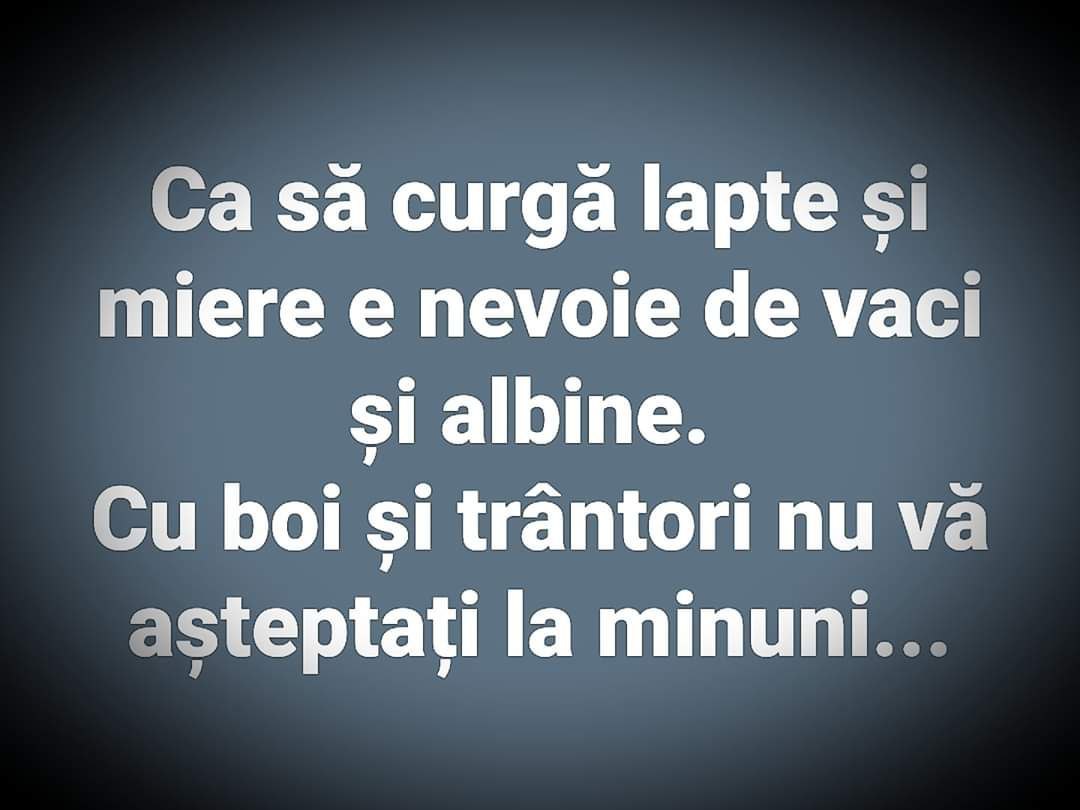 Ca să curgă lapte și
miere e nevoie de vaci
și albine.
Cu boi și trântori nu vă
așteptați la minuni...